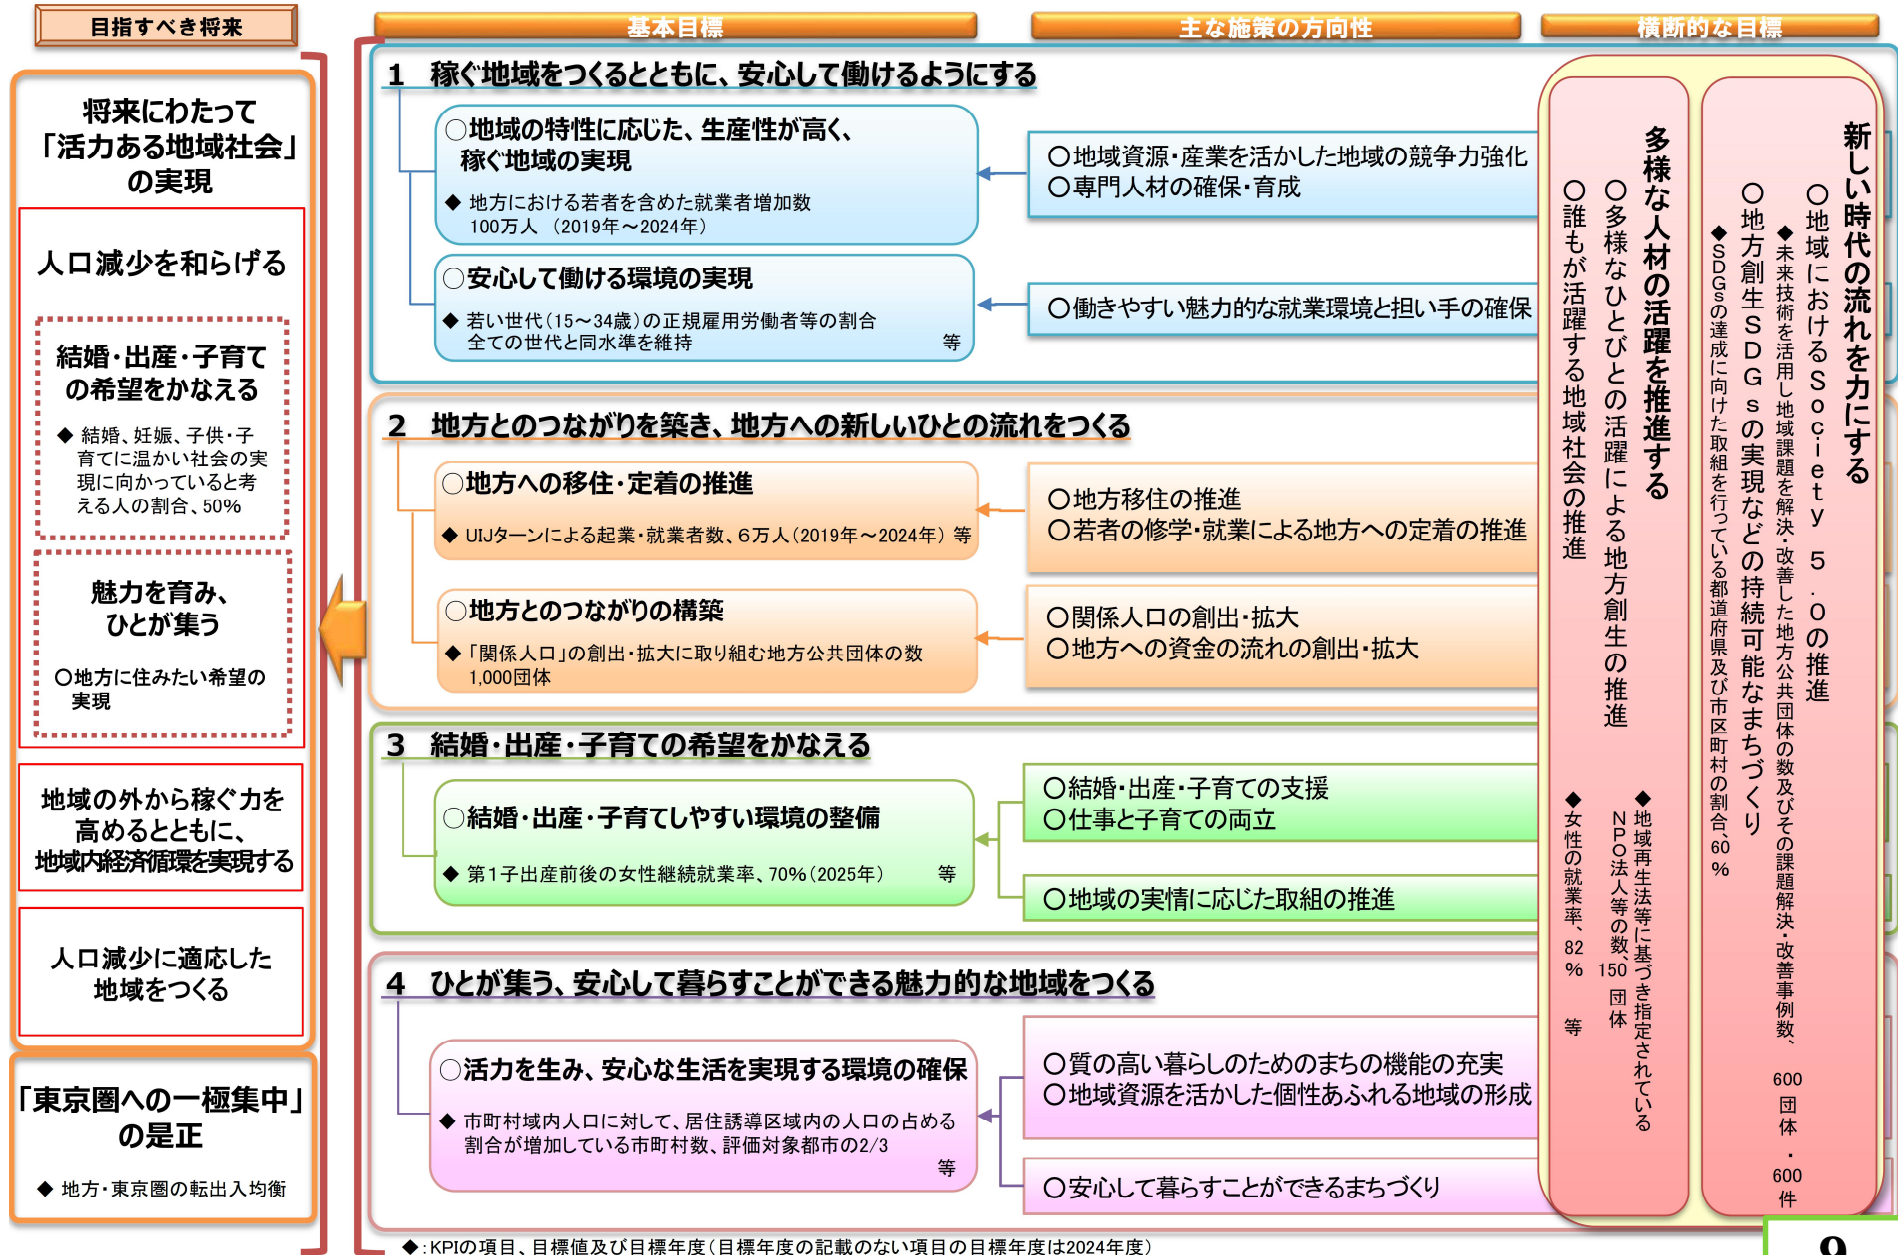 目指すべき将来
将来にわたって
「活力ある地域社会」
の実現
人口減少を和らげる
結婚・出産・子育て
の希望をかなえる
◆ 結婚、妊娠、子供・子
育てに温かい社会の実
現に向かっていると考
える人の割合、50%
魅力を育み、
ひとが集う
〇地方に住みたい希望の
実現
地域の外から稼ぐ力を
高めるとともに、
地域内経済循環を実現する
人口減少に適応した
地域をつくる
「東京圏への一極集中」
の是正
◆ 地方・東京圏の転出入均衡
基本目標
主な施策の方向性
横断的な目標
1 稼ぐ地域をつくるとともに、安心して働けるようにする
〇地域の特性に応じた、生産性が高く、
稼ぐ地域の実現
◆ 地方における若者を含めた就業者増加数
100万人 (2019年～2024年)
〇地域資源・産業を活かした地域の競争力強化
〇専門人材の確保・育成
〇安心して働ける環境の実現
◆ 若い世代(15～34歳)の正規雇用労働者等の割合
全ての世代と同水準を維持 等
〇働きやすい魅力的な就業環境と担い手の確保
2 地方とのつながりを築き、地方への新しいひとの流れをつくる
〇地方への移住・定着の推進
◆ UIJターンによる起業・就業者数、6万人(2019年～2024年) 等
〇地方移住の推進
〇若者の修学・就業による地方への定着の推進
〇地方とのつながりの構築
◆ 「関係人口」の創出・拡大に取り組む地方公共団体の数
1,000団体
〇関係人口の創出・拡大
〇地方への資金の流れの創出・拡大
3 結婚・出産・子育ての希望をかなえる
〇結婚・出産・子育てしやすい環境の整備
◆ 第1子出産前後の女性継続就業率、70%(2025年) 等
〇結婚・出産・子育ての支援
〇仕事と子育ての両立
〇地域の実情に応じた取組の推進
4 ひとが集う、安心して暮らすことができる魅力的な地域をつくる
〇活力を生み、安心な生活を実現する環境の確保
◆ 市町村域内人口に対して、居住誘導区域内の人口の占める
割合が増加している市町村数、評価対象都市の2/3
等
〇質の高い暮らしのためのまちの機能の充実
〇地域資源を活かした個性あふれる地域の形成
〇安心して暮らすことができるまちづくり
新しい時代の流れを力にする
〇地域におけるSociety 5.0の推進
◆未来技術を活用し地域課題を解決・改善した地方公共団体の数及びその課題解決・改善事例数、600団体・600件
〇地方創生SDGsの実現などの持続可能なまちづくり
◆SDGsの達成に向けた取組を行っている都道府県及び市区町村の割合、60%
多様な人材の活躍を推進する
〇多様なひとびとの活躍による地方創生の推進
◆地域再生法等に基づき指定されている
NPO法人等の数、150団体
〇誰もが活躍する地域社会の推進
◆女性の就業率、82% 等
◆:KPIの項目、目標値及び目標年度(目標年度の記載のない項目の目標年度は2024年度)
9